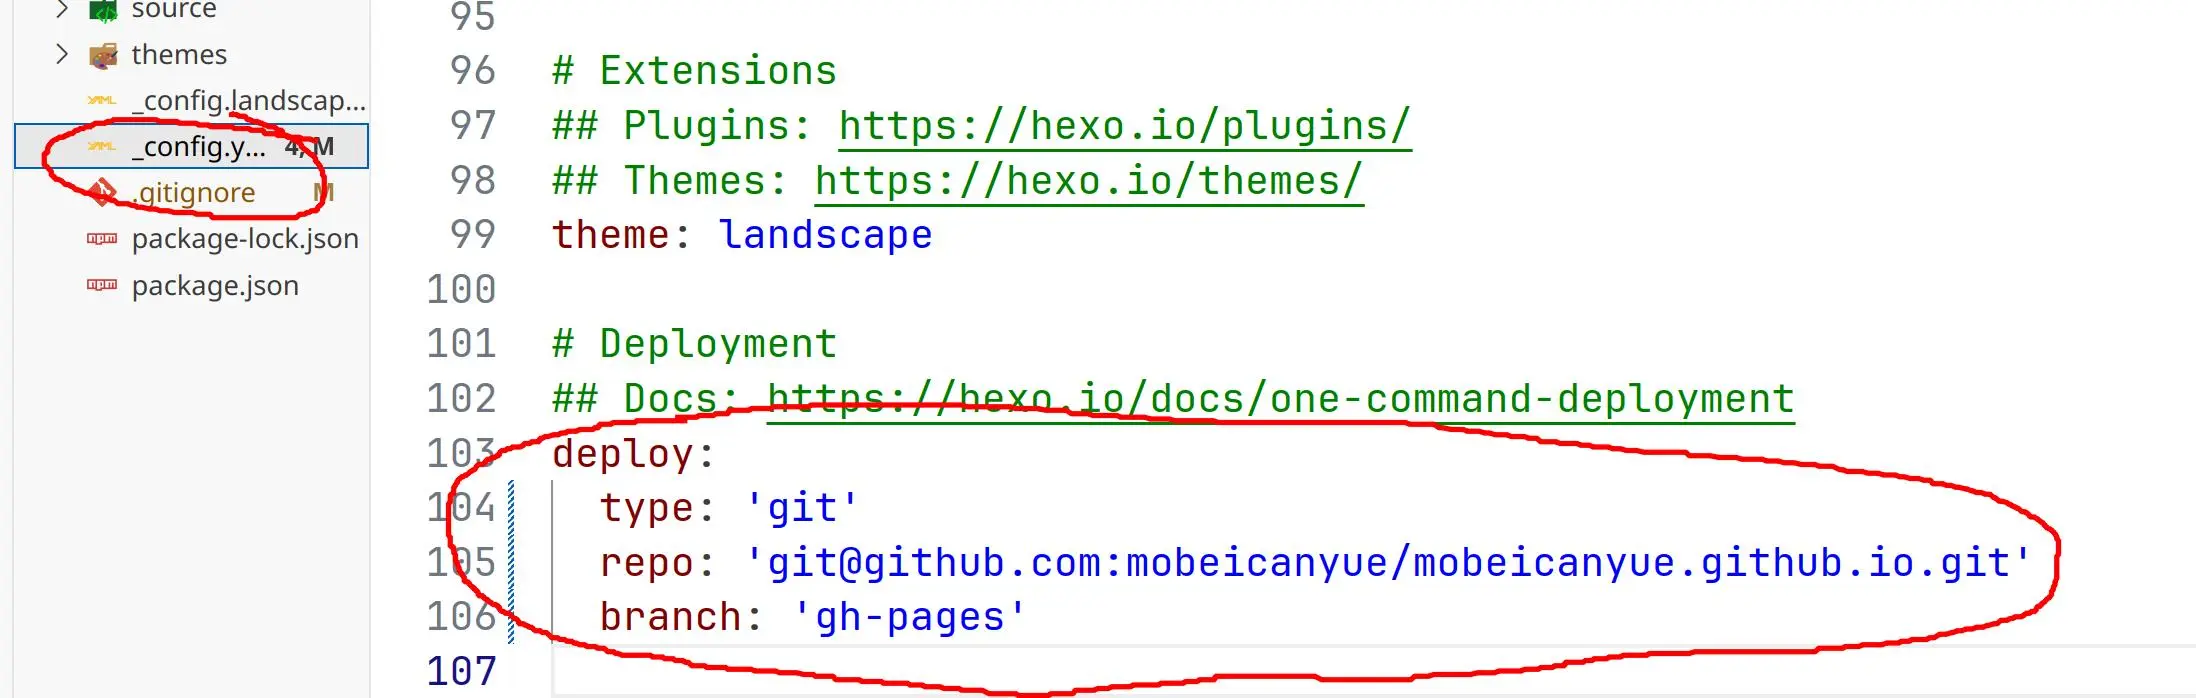 source
themes
_config.landscap...
_config.y... 4, M
.gitignore M
package-lock.json
package.json
95
96 # Extensions
97 ## Plugins: https://hexo.io/plugins/
98 ## Themes: https://hexo.io/themes/
99 theme: landscape
100
101 # Deployment
102 ## Docs: https://hexo.io/docs/one-command-deployment
103 deploy:
104 type: 'git'
105 repo: 'git@github.com:mobeicanyue/mobeicanyue.github.io.git'
106 branch: 'gh-pages'
107